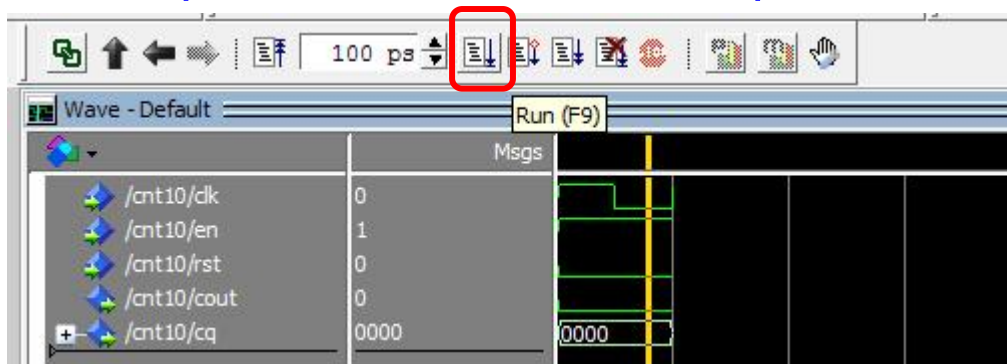 100 ps
Wave - Default
Run (F9)
Msgs
/cnt10/clk 0
/cnt10/en 1
/cnt10/rst 0
/cnt10/cout 0
/cnt10/cq 0000 0000